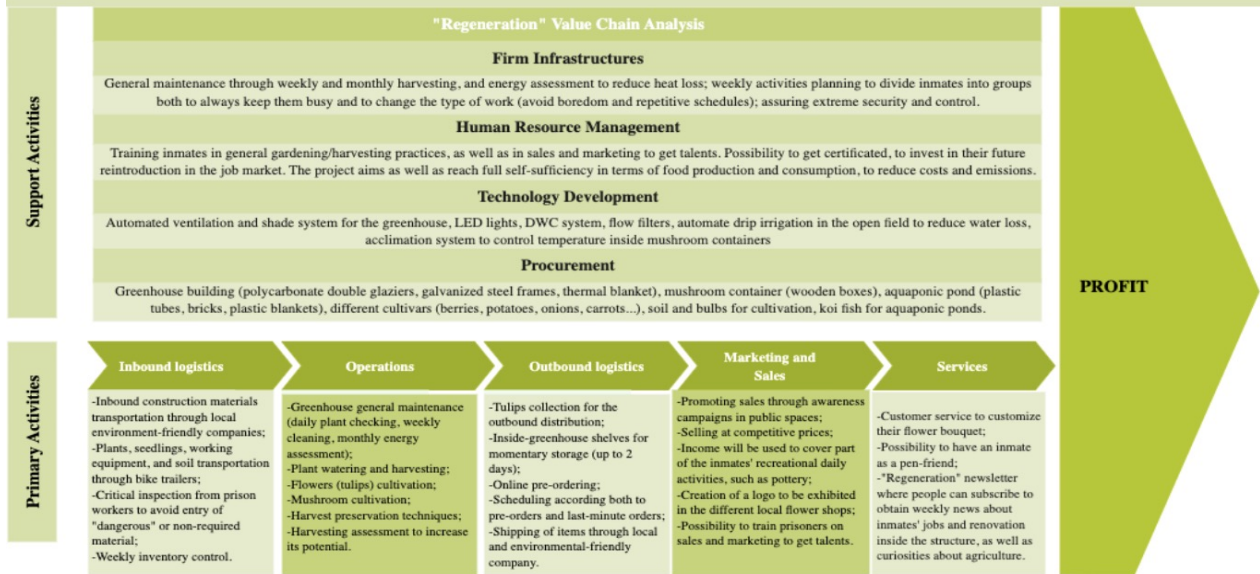 "Regeneration" Value Chain Analysis
Support Activities
Firm Infrastructures
General maintenance through weekly and monthly harvesting, and energy assessment to reduce heat loss; weekly activities planning to divide inmates into groups
both to always keep them busy and to change the type of work (avoid boredom and repetitive schedules); assuring extreme security and control.
Human Resource Management
Training inmates in general gardening/harvesting practices, as well as in sales and marketing to get talents. Possibility to get certificated, to invest in their future
reintroduction in the job market. The project aims as well as reach full self-sufficiency in terms of food production and consumption, to reduce costs and emissions.
Technology Development
Automated ventilation and shade system for the greenhouse, LED lights, DWC system, flow filters, automate drip irrigation in the open field to reduce water loss,
acclimation system to control temperature inside mushroom containers
Procurement
Greenhouse building (polycarbonate double glaziers, galvanized steel frames, thermal blanket), mushroom container (wooden boxes), aquaponic pond (plastic
tubes, bricks, plastic blankets), different cultivars (berries, potatoes, onions, carrots...), soil and bulbs for cultivation, koi fish for aquaponic ponds.
PROFIT
Primary Activities
Inbound logistics
-Inbound construction materials
transportation through local
environment-friendly companies;
-Plants, seedlings, working
equipment, and soil transportation
through bike trailers;
-Critical inspection from prison
workers to avoid entry of
"dangerous" or non-required
material;
-Weekly inventory control.
Operations
-Greenhouse general maintenance
(daily plant checking, weekly
cleaning, monthly energy
assessment);
-Plant watering and harvesting;
-Flowers (tulips) cultivation;
-Mushroom cultivation;
-Harvest preservation techniques;
-Harvesting assessment to increase
its potential.
Outbound logistics
-Tulips collection for the
outbound distribution;
-Inside-greenhouse shelves for
momentary storage (up to 2
days);
-Online pre-ordering;
-Scheduling according both to
pre-orders and last-minute orders;
-Shipping of items through local
and environmental-friendly
company.
Marketing and
Sales
-Promoting sales through awareness
campaigns in public spaces;
-Selling at competitive prices;
-Income will be used to cover part
of the inmates' recreational daily
activities, such as pottery;
-Creation of a logo to be exhibited
in the different local flower shops;
-Possibility to train prisoners on
sales and marketing to get talents.
Services
-Customer service to customize
their flower bouquet;
-Possibility to have an inmate
as a pen-friend;
-"Regeneration" newsletter
where people can subscribe to
obtain weekly news about
inmates' jobs and renovation
inside the structure, as well as
curiosities about agriculture.